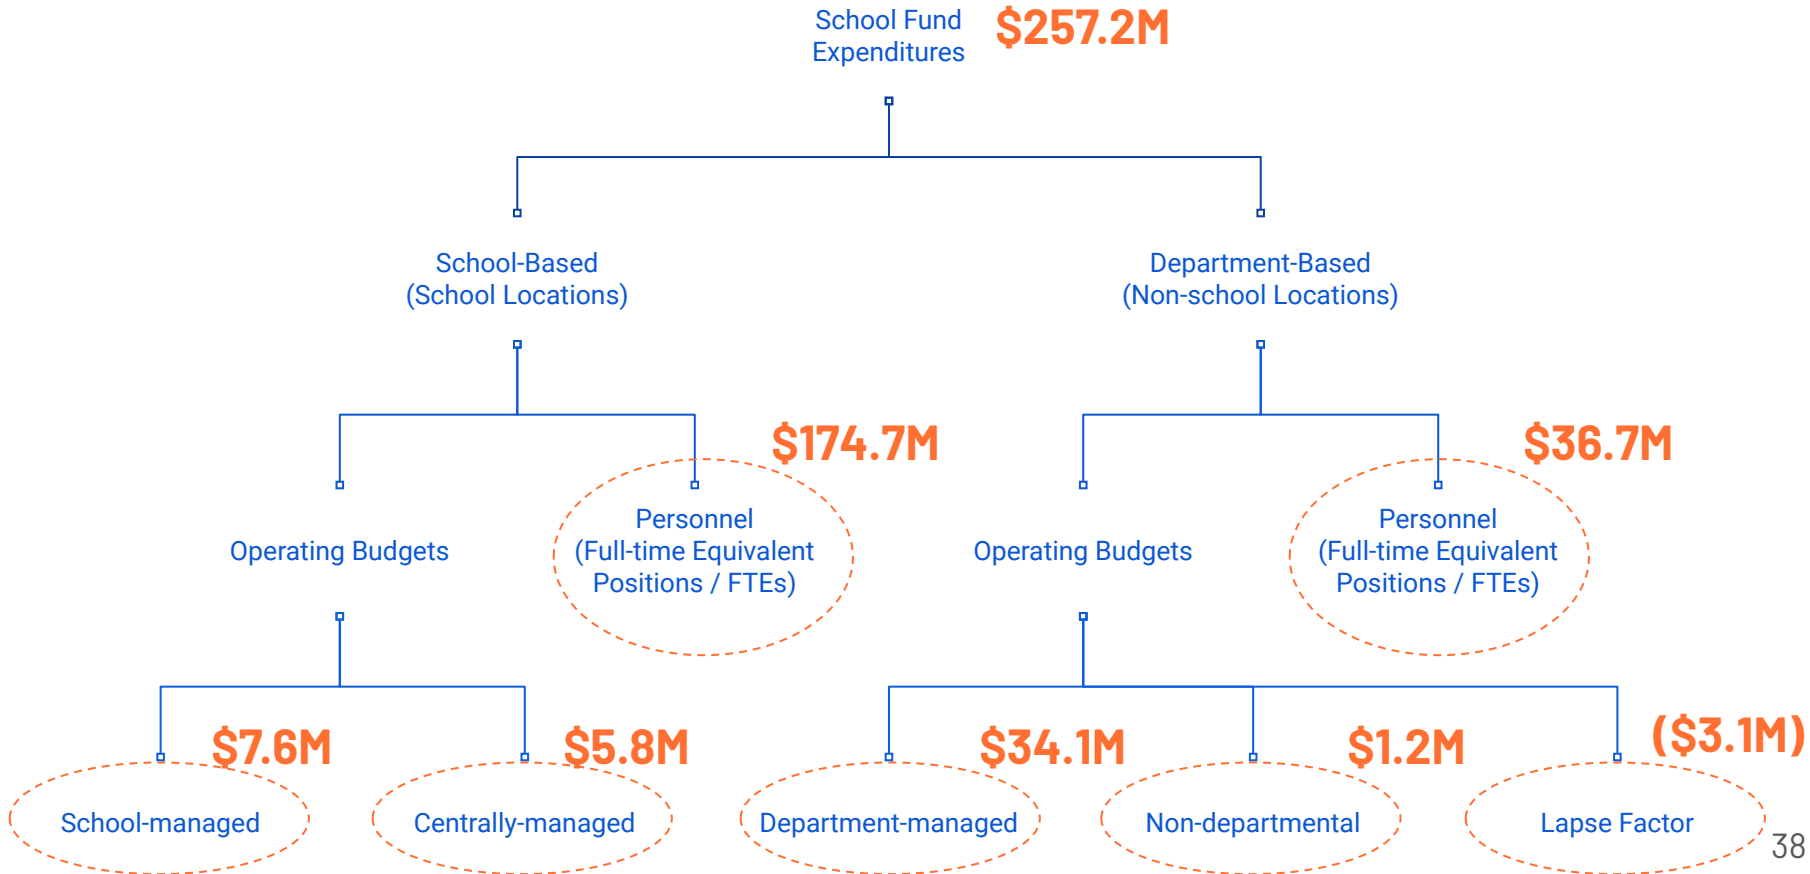 School Fund
Expenditures
$257.2M
School-Based
(School Locations)
Department-Based
(Non-school Locations)
$174.7M
$36.7M
Operating Budgets
Personnel
(Full-time Equivalent
Positions / FTEs)
Operating Budgets
Personnel
(Full-time Equivalent
Positions / FTEs)
$7.6M
$5.8M
$34.1M
$1.2M
($3.1M)
School-managed
Centrally-managed
Department-managed
Non-departmental
Lapse Factor
38